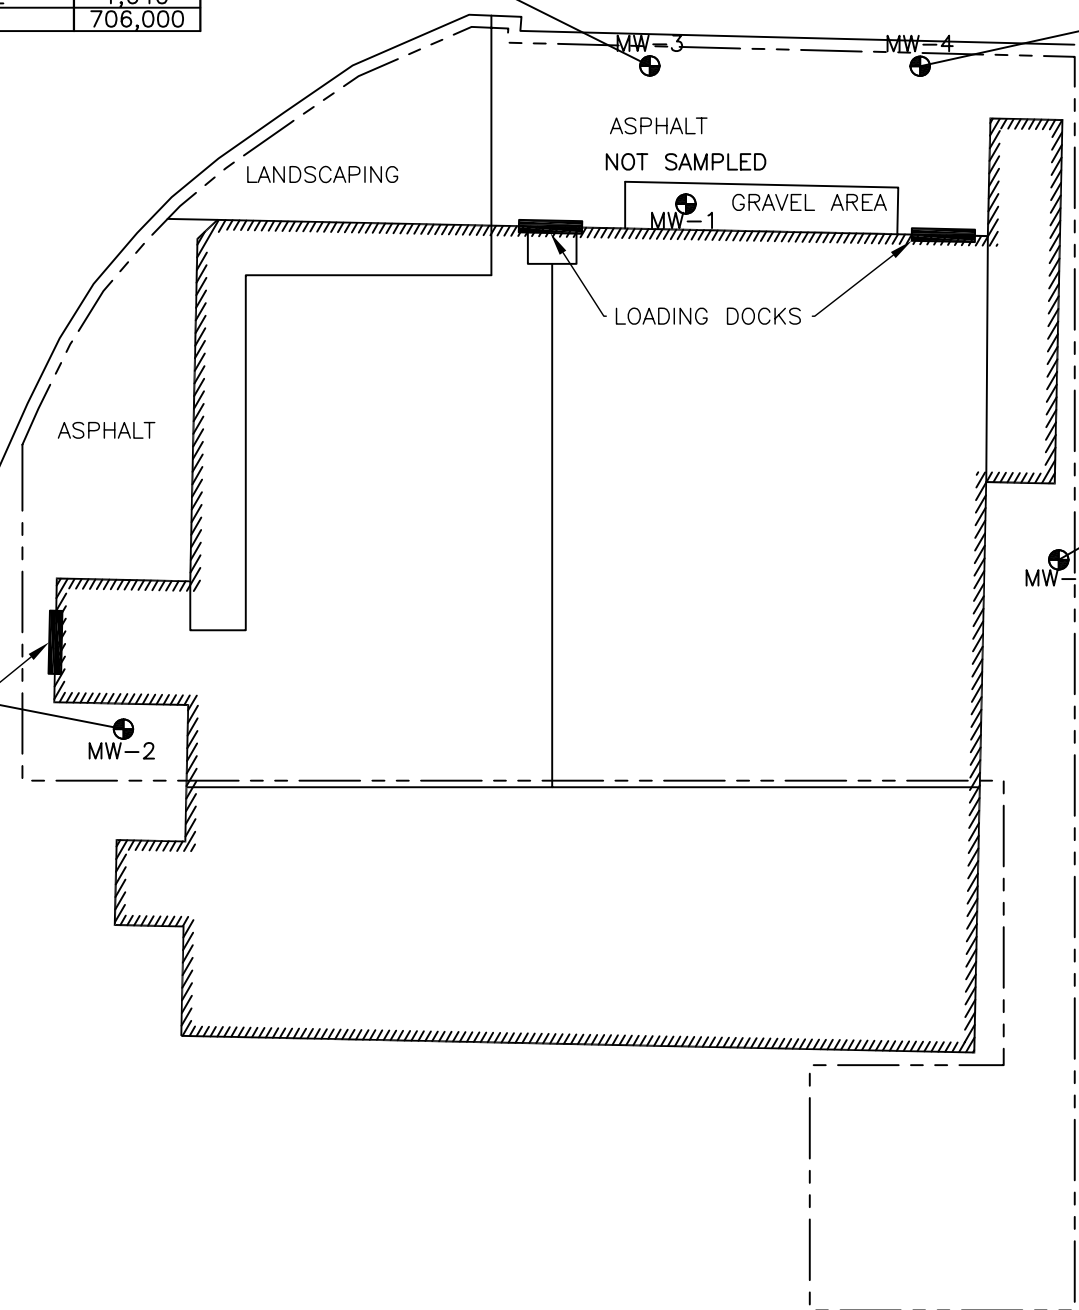 706,000
MW-3
MW-4
ASPHALT
NOT SAMPLED
LANDSCAPING
GRAVEL AREA
MW-1
LOADING DOCKS
ASPHALT
MW-
MW-2